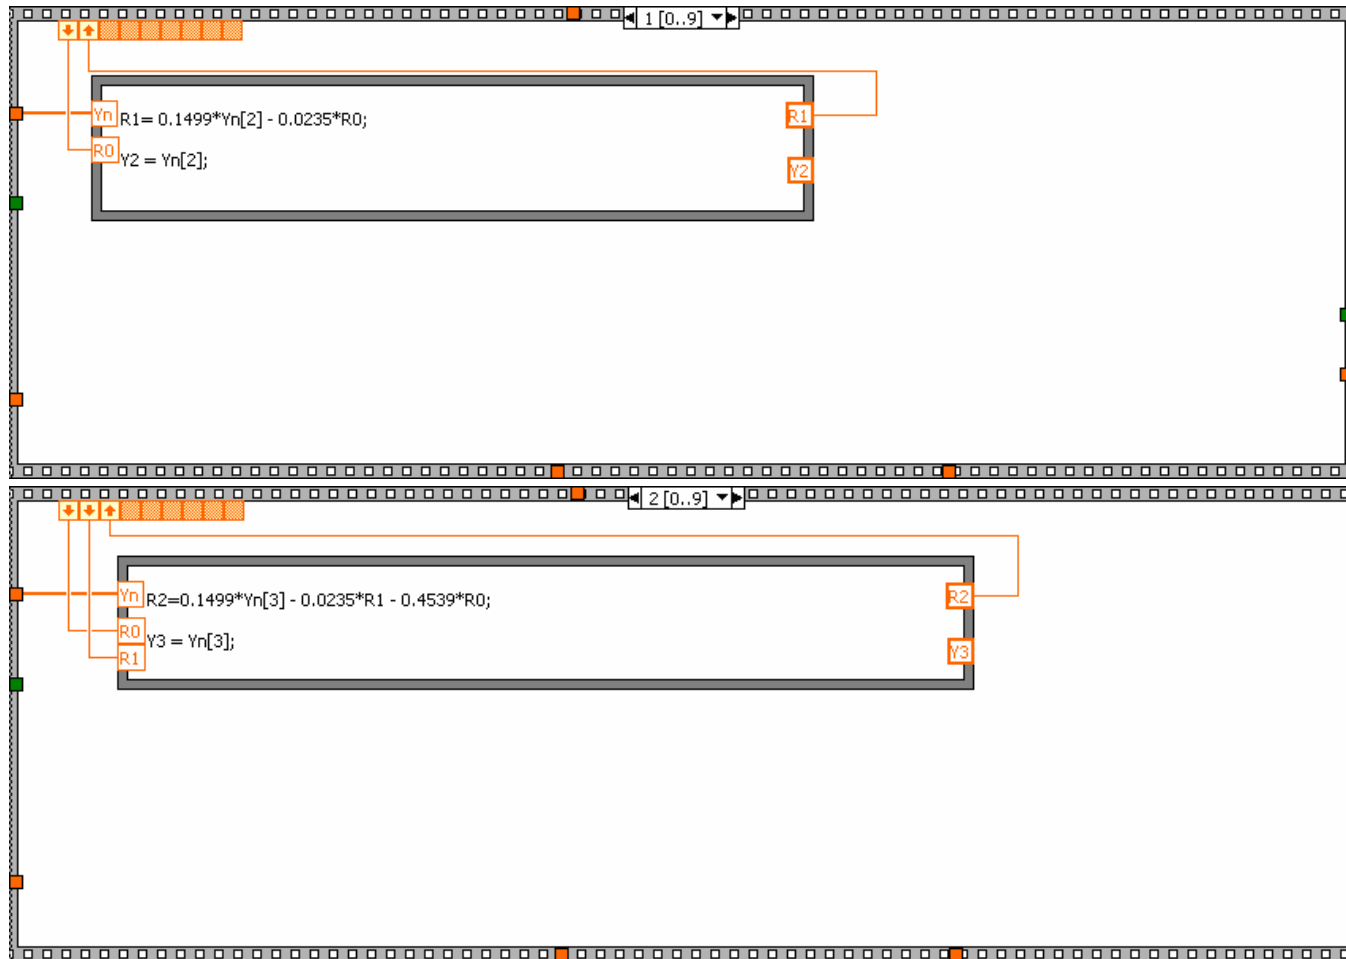 1 [0..9]
Yn
R1= 0.1499*Yn[2] - 0.0235*R0;
R1
R0
Y2 = Yn[2];
Y2
2 [0..9]
Yn
R2=0.1499*Yn[3] - 0.0235*R1 - 0.4539*R0;
R2
R0
Y3 = Yn[3];
R1
Y3